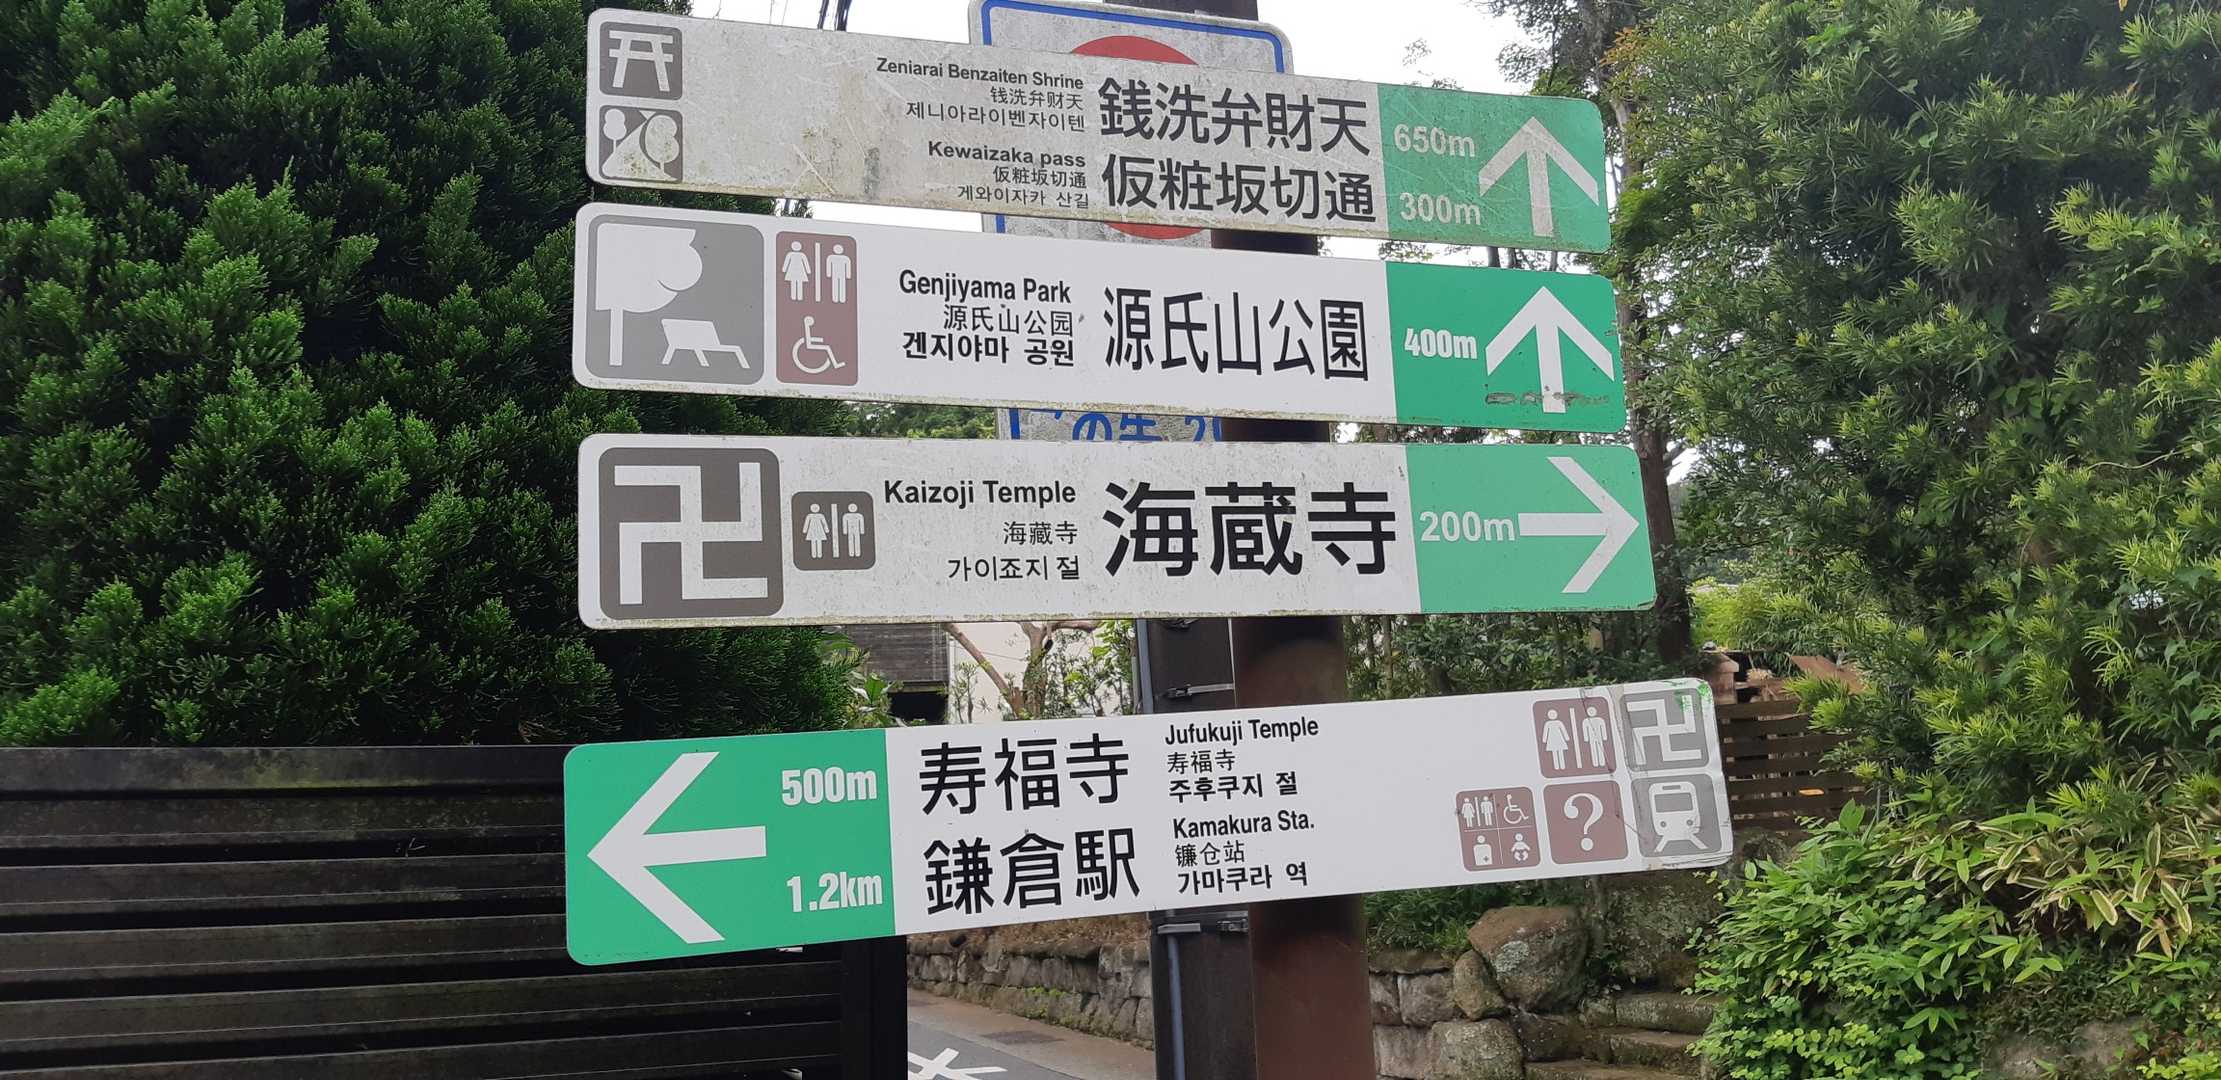 Zeniarai Benzaiten Shrine
钱洗弁财天
제니아라이벤자이텐
銭洗弁財天
650m
Kewaizaka pass
仮粧坂切通
게와이자카 산길
仮粧坂切通
300m
Genjiyama Park
源氏山公园
겐지야마 공원
源氏山公園
400m
Kaizoji Temple
海藏寺
가이죠지 절
海蔵寺
200m
500m
寿福寺
Jufukuji Temple
寿福寺
주후쿠지 절
1.2km
鎌倉駅
Kamakura Sta.
镰仓站
가마쿠라 역
?